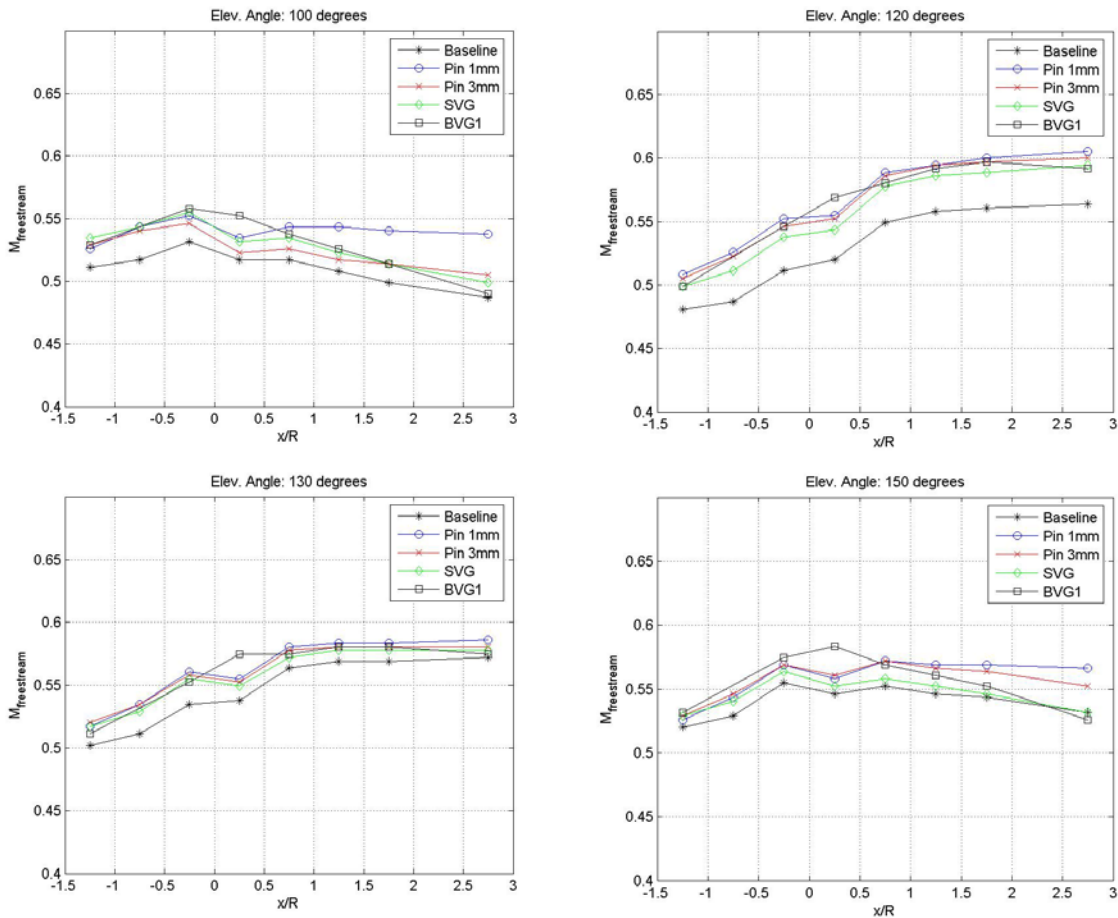 Elev. Angle: 100 degrees
Baseline
Pin 1mm
Pin 3mm
SVG
BVG1
0.65
0.6
0.55
0.5
0.45
0.4
M_freestream
-1.5 -1 -0.5 0 0.5 1 1.5 2 2.5 3
x/R
Elev. Angle: 120 degrees
Baseline
Pin 1mm
Pin 3mm
SVG
BVG1
0.65
0.6
0.55
0.5
0.45
0.4
M_freestream
-1.5 -1 -0.5 0 0.5 1 1.5 2 2.5 3
x/R
Elev. Angle: 130 degrees
Baseline
Pin 1mm
Pin 3mm
SVG
BVG1
0.65
0.6
0.55
0.5
0.45
0.4
M_freestream
-1.5 -1 -0.5 0 0.5 1 1.5 2 2.5 3
x/R
Elev. Angle: 150 degrees
Baseline
Pin 1mm
Pin 3mm
SVG
BVG1
0.65
0.6
0.55
0.5
0.45
0.4
M_freestream
-1.5 -1 -0.5 0 0.5 1 1.5 2 2.5 3
x/R